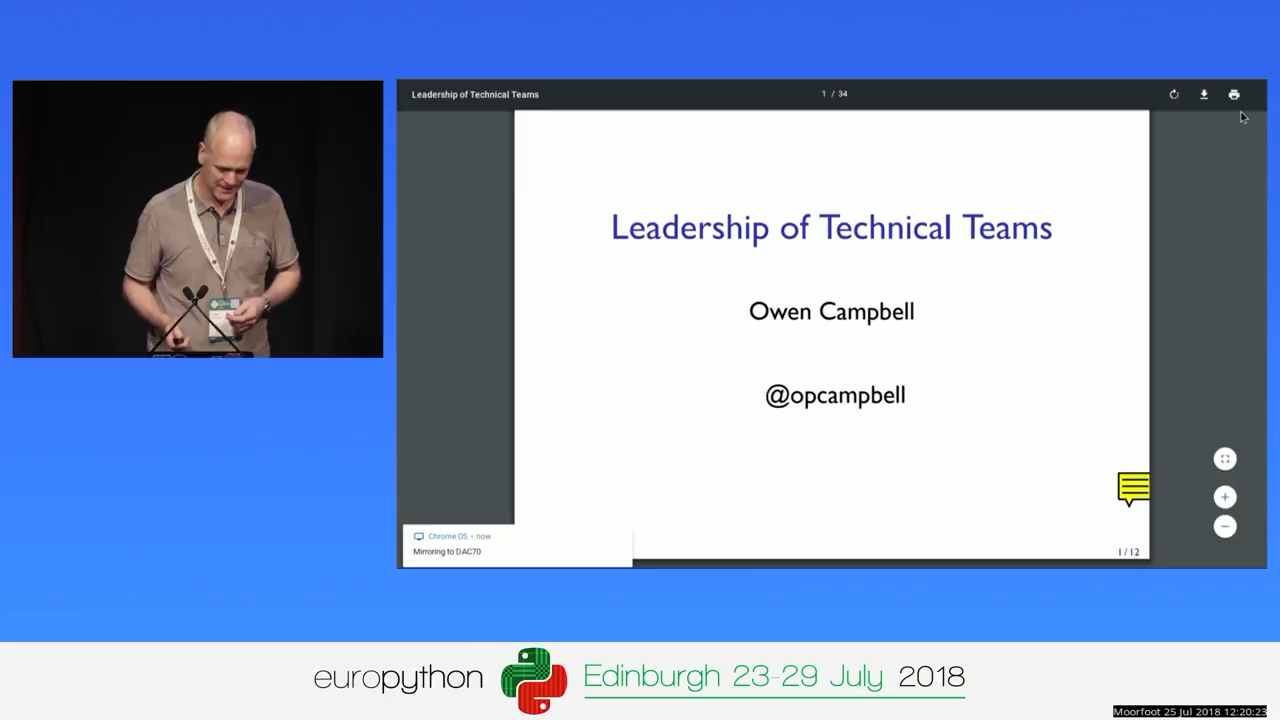 Leadership of Technical Teams
1 / 34
Leadership of Technical Teams
Owen Campbell
@opcampbell
Chrome OS • now
Mirroring to DAC70
1 / 12
europython
Edinburgh 23-29 July 2018
Moorfoot 25 Jul 2018 12:20:23